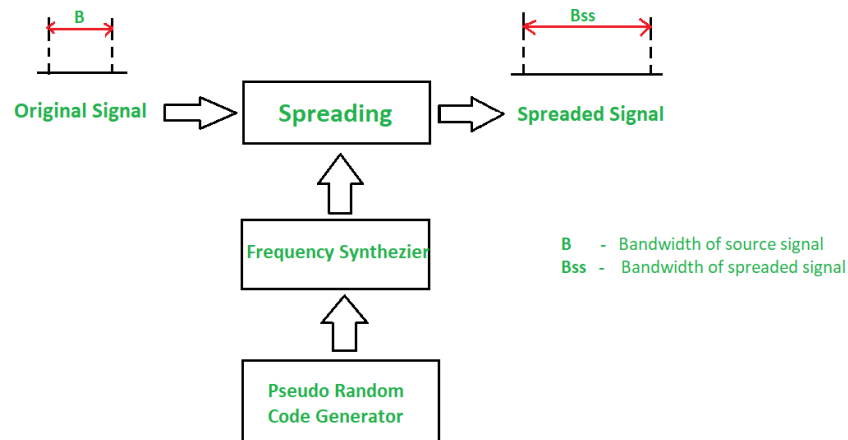 B
Bss
Original Signal
Spreading
Spreaded Signal
Frequency Synthezier
B - Bandwidth of source signal
Bss - Bandwidth of spreaded signal
Pseudo Random
Code Generator